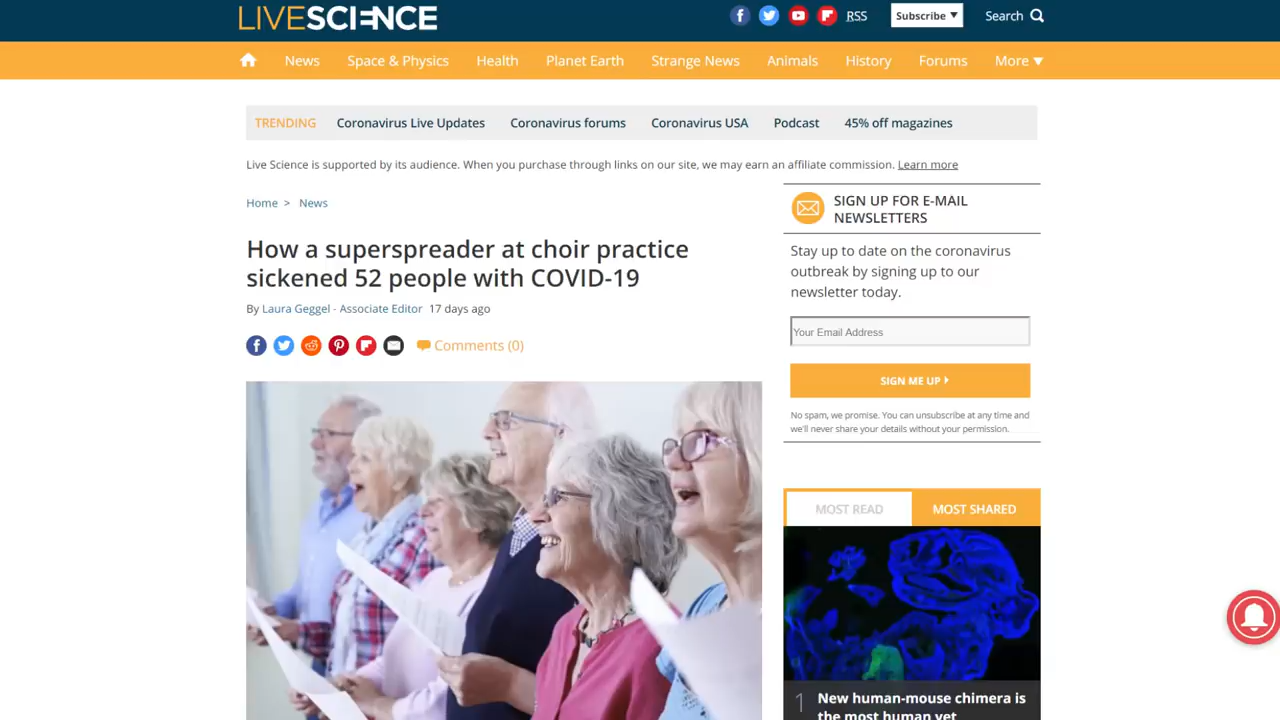 LIVESCIENCE
RSS
Subscribe ▼
Search
News
Space & Physics
Health
Planet Earth
Strange News
Animals
History
Forums
More ▼
TRENDING
Coronavirus Live Updates
Coronavirus forums
Coronavirus USA
Podcast
45% off magazines
Live Science is supported by its audience. When you purchase through links on our site, we may earn an affiliate commission. Learn more
Home > News
How a superspreader at choir practice
sickened 52 people with COVID-19
By Laura Geggel - Associate Editor 17 days ago
Comments (0)
SIGN UP FOR E-MAIL
NEWSLETTERS
Stay up to date on the coronavirus
outbreak by signing up to our
newsletter today.
Your Email Address
SIGN ME UP
No spam, we promise. You can unsubscribe at any time and
we'll never share your details without your permission.
MOST READ
MOST SHARED
1 New human-mouse chimera is
the most human yet